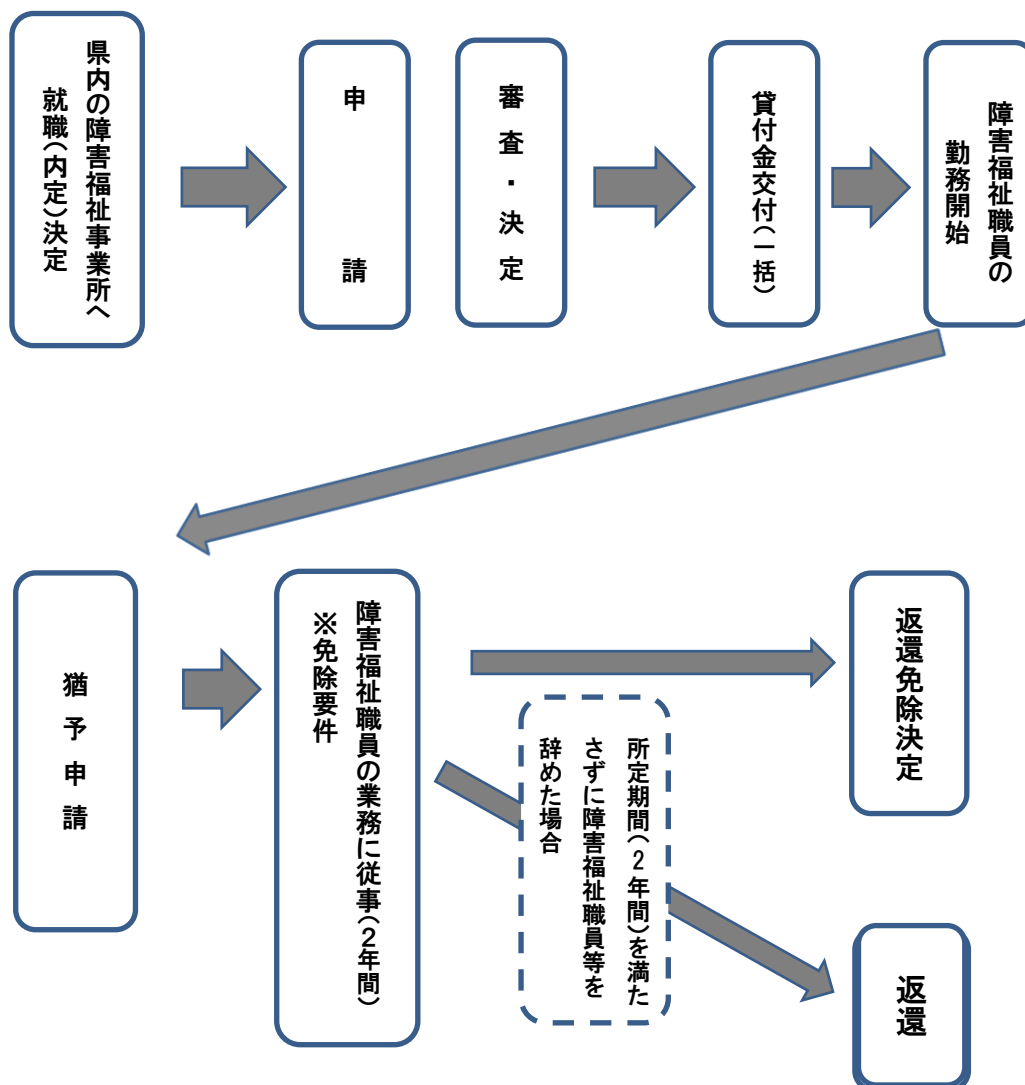 県内の障害福祉事業所へ
就職(内定)決定
申請
審査・決定
貸付金交付(一括)
障害福祉職員の
勤務開始
猶予申請
障害福祉職員の業務に従事(2年間)
※免除要件
所定期間(2年間)を満た
さずに障害福祉職員等を
辞めた場合
返還免除決定
返還